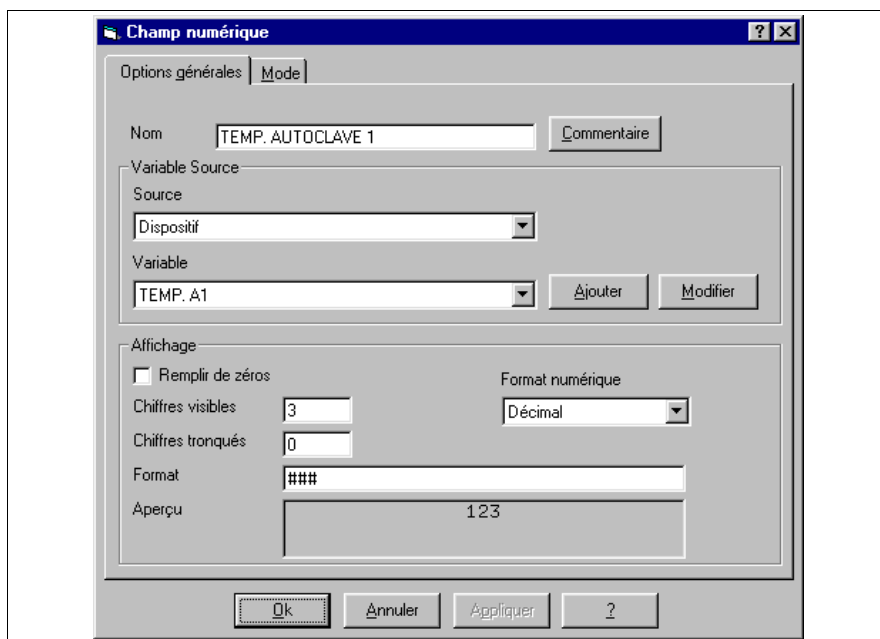 Champ numérique
Options générales Mode
Nom TEMP. AUTOCLAVE 1 Commentaire
Variable Source
Source
Dispositif
Variable
TEMP. A1 Ajouter Modifier
Affichage
Remplir de zéros
Format numérique
Chiffres visibles 3 Décimal
Chiffres tronqués 0
Format ###
Aperçu 123
Ok Annuler Appliquer ?